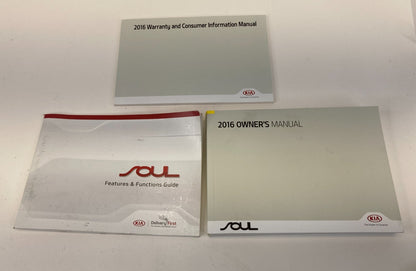 2016 Warranty and Consumer Information Manual
KIA
SOUL
Features & Functions Guide
KIA
Delivery First
2016 OWNER'S MANUAL
SOUL
KIA